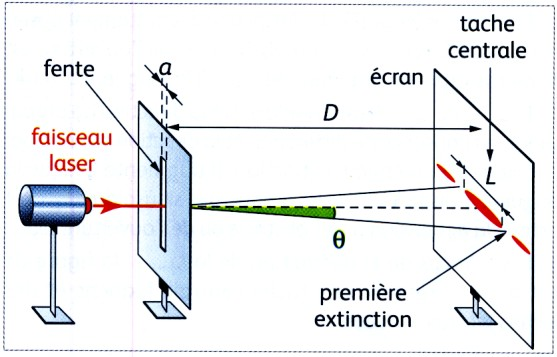 tache
centrale
fente
a
écran
D
faisceau
laser
L
θ
première
extinction